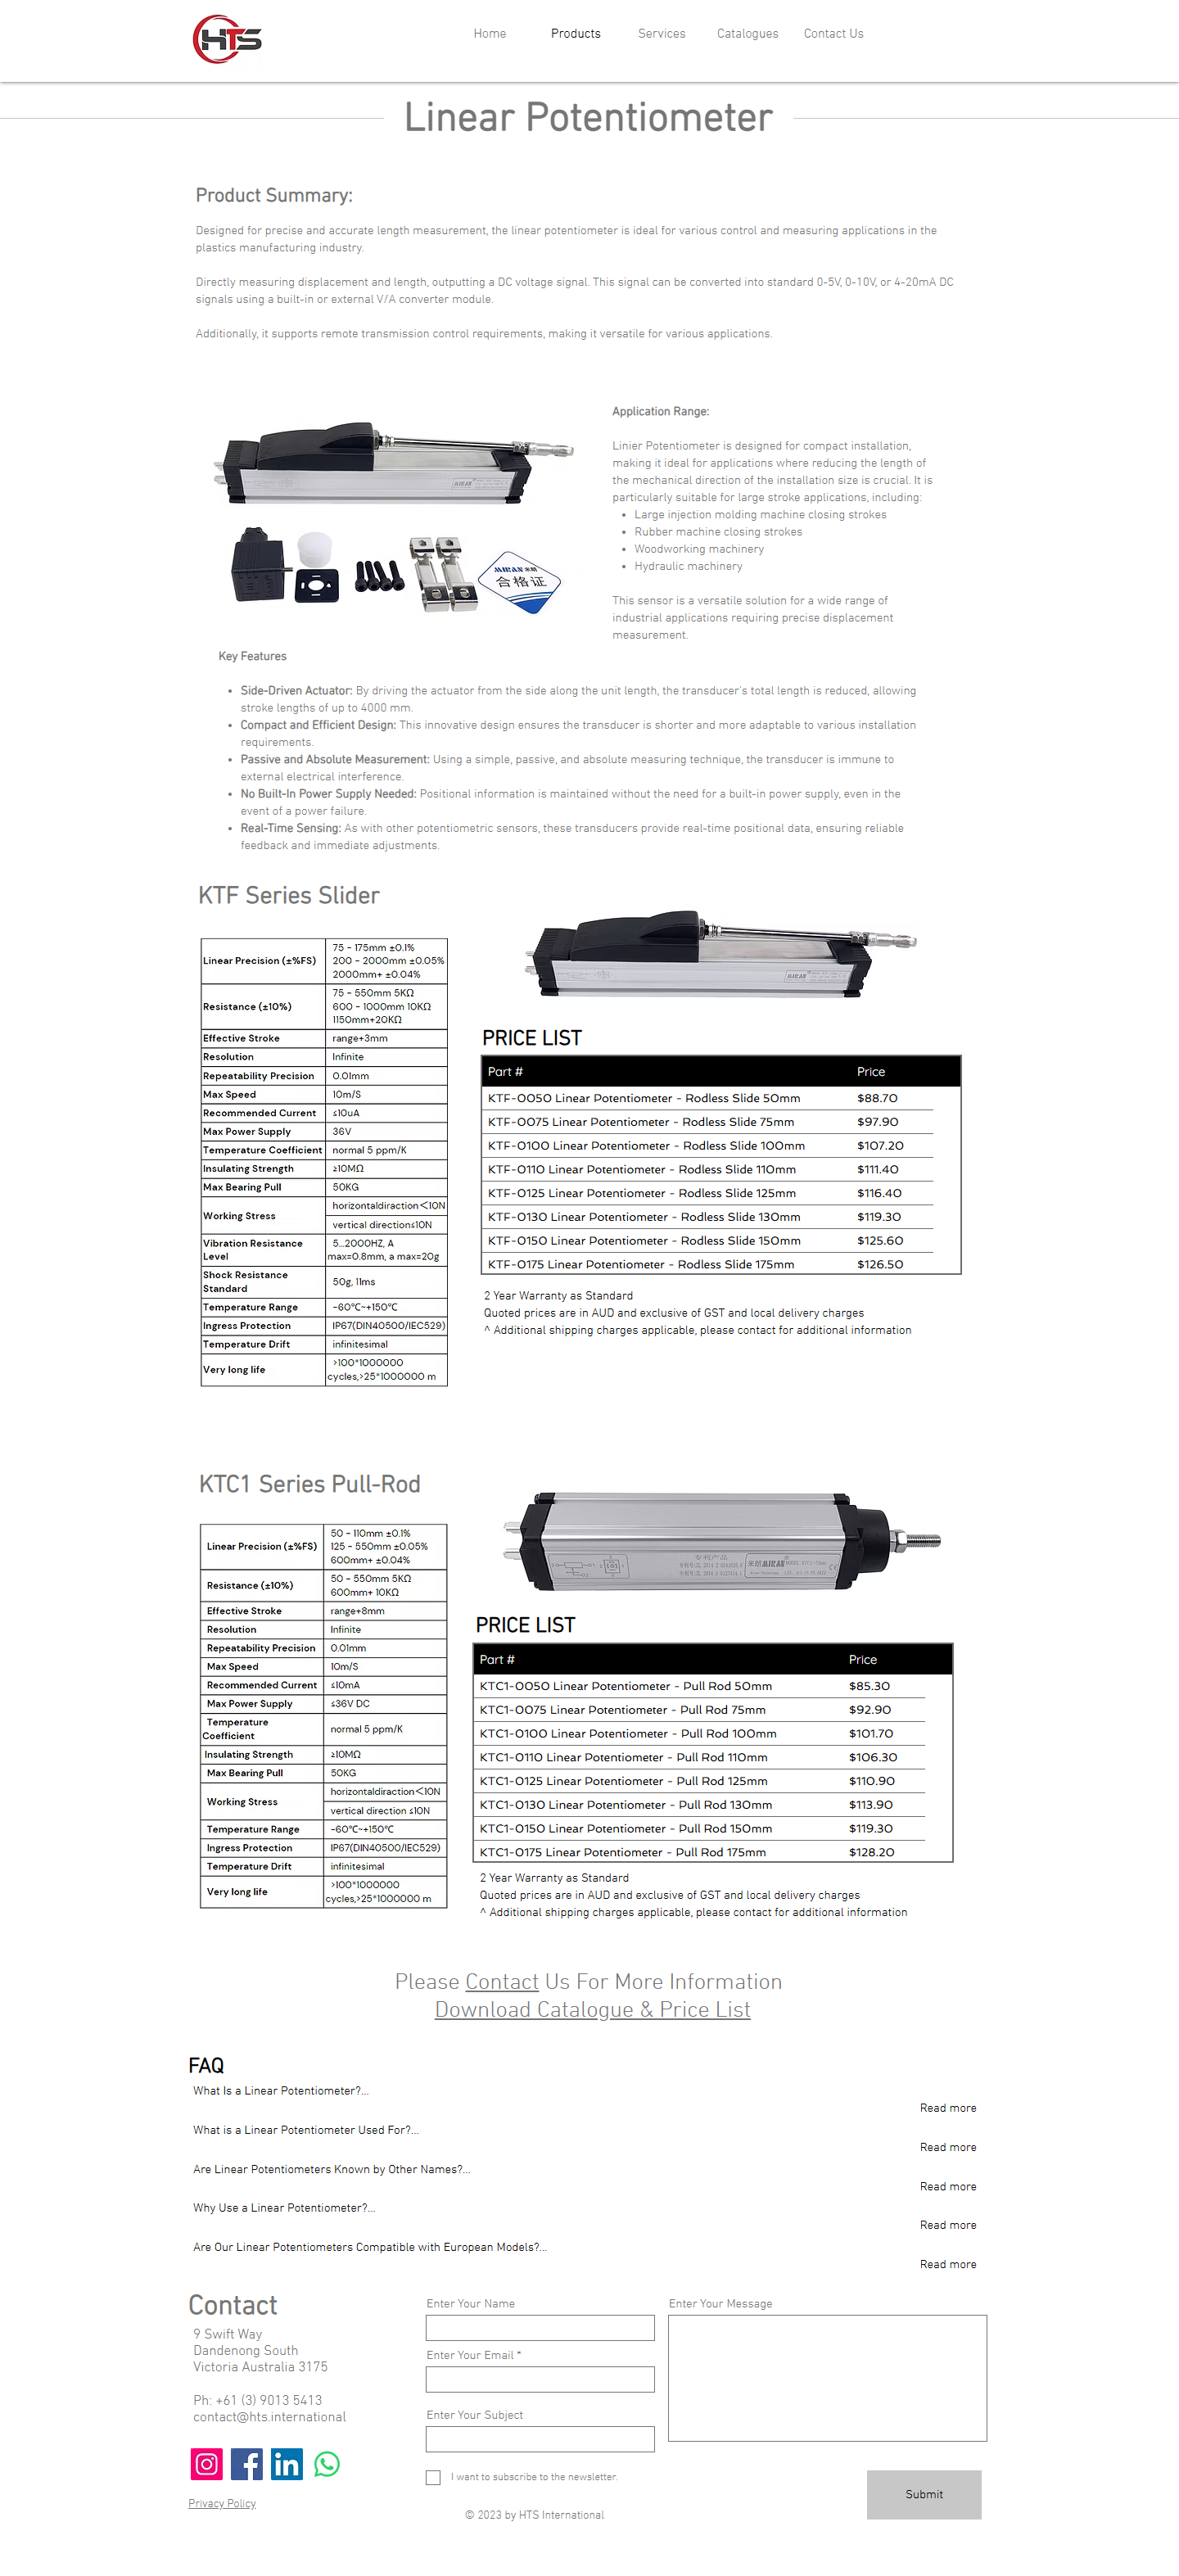 HTS
Home
Products
Services
Catalogues
Contact Us
Linear Potentiometer
Product Summary:
Designed for precise and accurate length measurement, the linear potentiometer is ideal for various control and measuring applications in the
plastics manufacturing industry.
Directly measuring displacement and length, outputting a DC voltage signal. This signal can be converted into standard 0-5V, 0-10V, or 4-20mA DC
signals using a built-in or external V/A converter module.
Additionally, it supports remote transmission control requirements, making it versatile for various applications.
MIRAN
MIRAN 米朗
合格证
Application Range:
Linier Potentiometer is designed for compact installation,
making it ideal for applications where reducing the length of
the mechanical direction of the installation size is crucial. It is
particularly suitable for large stroke applications, including:
• Large injection molding machine closing strokes
• Rubber machine closing strokes
• Woodworking machinery
• Hydraulic machinery
This sensor is a versatile solution for a wide range of
industrial applications requiring precise displacement
measurement.
Key Features
• Side-Driven Actuator: By driving the actuator from the side along the unit length, the transducer's total length is reduced, allowing
stroke lengths of up to 4000 mm.
• Compact and Efficient Design: This innovative design ensures the transducer is shorter and more adaptable to various installation
requirements.
• Passive and Absolute Measurement: Using a simple, passive, and absolute measuring technique, the transducer is immune to
external electrical interference.
• No Built-In Power Supply Needed: Positional information is maintained without the need for a built-in power supply, even in the
event of a power failure.
• Real-Time Sensing: As with other potentiometric sensors, these transducers provide real-time positional data, ensuring reliable
feedback and immediate adjustments.
KTF Series Slider
Linear Precision (±%FS)
75 - 175mm ±0.1%
200 - 2000mm ±0.05%
2000mm+ ±0.04%
Resistance (±10%)
75 - 550mm 5KΩ
600 - 1000mm 10KΩ
1150mm+20KΩ
Effective Stroke range+3mm
Resolution Infinite
Repeatability Precision 0.01mm
Max Speed 10m/S
Recommended Current ≤10uA
Max Power Supply 36V
Temperature Coefficient normal 5 ppm/K
Insulating Strength ≥10MΩ
Max Bearing Pull 50KG
Working Stress
horizontaldirection<10N
vertical direction≤10N
Vibration Resistance
Level
5...2000HZ, A
max=0.8mm, a max=20g
Shock Resistance
Standard
50g, 11ms
Temperature Range -60℃~+150℃
Ingress Protection IP67(DIN40500/IEC529)
Temperature Drift infinitesimal
Very long life
>100*1000000
cycles,>25*1000000 m
MIRAN
PRICE LIST
Part # Price
KTF-0050 Linear Potentiometer - Rodless Slide 50mm $88.70
KTF-0075 Linear Potentiometer - Rodless Slide 75mm $97.90
KTF-0100 Linear Potentiometer - Rodless Slide 100mm $107.20
KTF-0110 Linear Potentiometer - Rodless Slide 110mm $111.40
KTF-0125 Linear Potentiometer - Rodless Slide 125mm $116.40
KTF-0130 Linear Potentiometer - Rodless Slide 130mm $119.30
KTF-0150 Linear Potentiometer - Rodless Slide 150mm $125.60
KTF-0175 Linear Potentiometer - Rodless Slide 175mm $126.50
2 Year Warranty as Standard
Quoted prices are in AUD and exclusive of GST and local delivery charges
^ Additional shipping charges applicable, please contact for additional information
KTC1 Series Pull-Rod
Linear Precision (±%FS)
50 - 110mm ±0.1%
125 - 550mm ±0.05%
600mm+ ±0.04%
Resistance (±10%)
50 - 550mm 5KΩ
600mm+ 10KΩ
Effective Stroke range+8mm
Resolution Infinite
Repeatability Precision 0.01mm
Max Speed 10m/S
Recommended Current ≤10mA
Max Power Supply ≤36V DC
Temperature
Coefficient
normal 5 ppm/K
Insulating Strength ≥10MΩ
Max Bearing Pull 50KG
Working Stress
horizontaldirection<10N
vertical direction ≤10N
Temperature Range -60℃~+150℃
Ingress Protection IP67(DIN40500/IEC529)
Temperature Drift infinitesimal
Very long life
>100*1000000
cycles,>25*1000000 m
专利产品
米朗 MIRAN
PRICE LIST
Part # Price
KTC1-0050 Linear Potentiometer - Pull Rod 50mm $85.30
KTC1-0075 Linear Potentiometer - Pull Rod 75mm $92.90
KTC1-0100 Linear Potentiometer - Pull Rod 100mm $101.70
KTC1-0110 Linear Potentiometer - Pull Rod 110mm $106.30
KTC1-0125 Linear Potentiometer - Pull Rod 125mm $110.90
KTC1-0130 Linear Potentiometer - Pull Rod 130mm $113.90
KTC1-0150 Linear Potentiometer - Pull Rod 150mm $119.30
KTC1-0175 Linear Potentiometer - Pull Rod 175mm $128.20
2 Year Warranty as Standard
Quoted prices are in AUD and exclusive of GST and local delivery charges
^ Additional shipping charges applicable, please contact for additional information
Please Contact Us For More Information
Download Catalogue & Price List
FAQ
What Is a Linear Potentiometer?...
Read more
What is a Linear Potentiometer Used For?...
Read more
Are Linear Potentiometers Known by Other Names?...
Read more
Why Use a Linear Potentiometer?...
Read more
Are Our Linear Potentiometers Compatible with European Models?...
Read more
Contact
9 Swift Way
Dandenong South
Victoria Australia 3175
Ph: +61 (3) 9013 5413
contact@hts.international
Privacy Policy
Enter Your Name
Enter Your Email *
Enter Your Subject
Enter Your Message
I want to subscribe to the newsletter.
Submit
© 2023 by HTS International